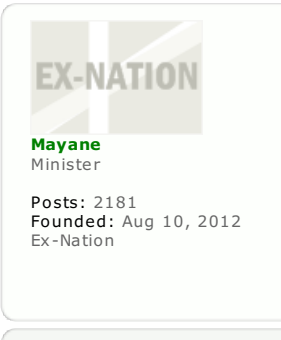 EX-NATION
Mayane
Minister
Posts: 2181
Founded: Aug 10, 2012
Ex-Nation